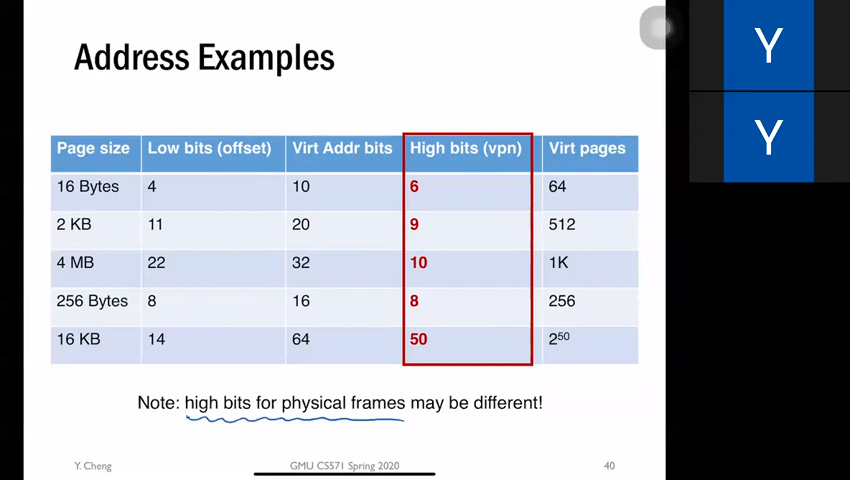 Address Examples
Page size Low bits (offset) Virt Addr bits High bits (vpn) Virt pages
16 Bytes 4 10 6 64
2 KB 11 20 9 512
4 MB 22 32 10 1K
256 Bytes 8 16 8 256
16 KB 14 64 50 2⁵⁰
Note: high bits for physical frames may be different!
Y. Cheng GMU CS571 Spring 2020 40
Y
Y